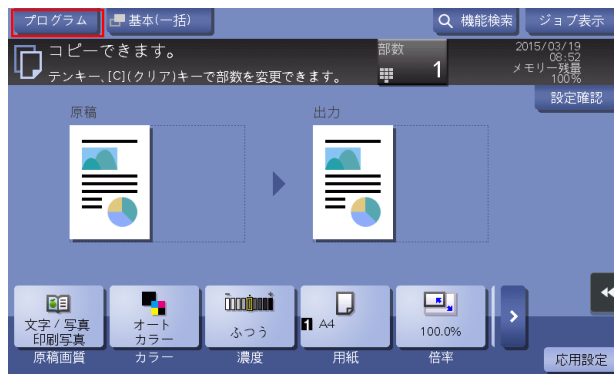 プログラム
基本(一括)
機能検索
ジョブ表示
コピーできます。
テンキー、[C](クリア)キーで部数を変更できます。
部数
1
2015/03/19
08:52
メモリー残量
100%
設定確認
原稿
出力
文字 / 写真
印刷写真
原稿画質
オート
カラー
カラー
ふつう
濃度
1 A4
用紙
100.0%
倍率
応用設定